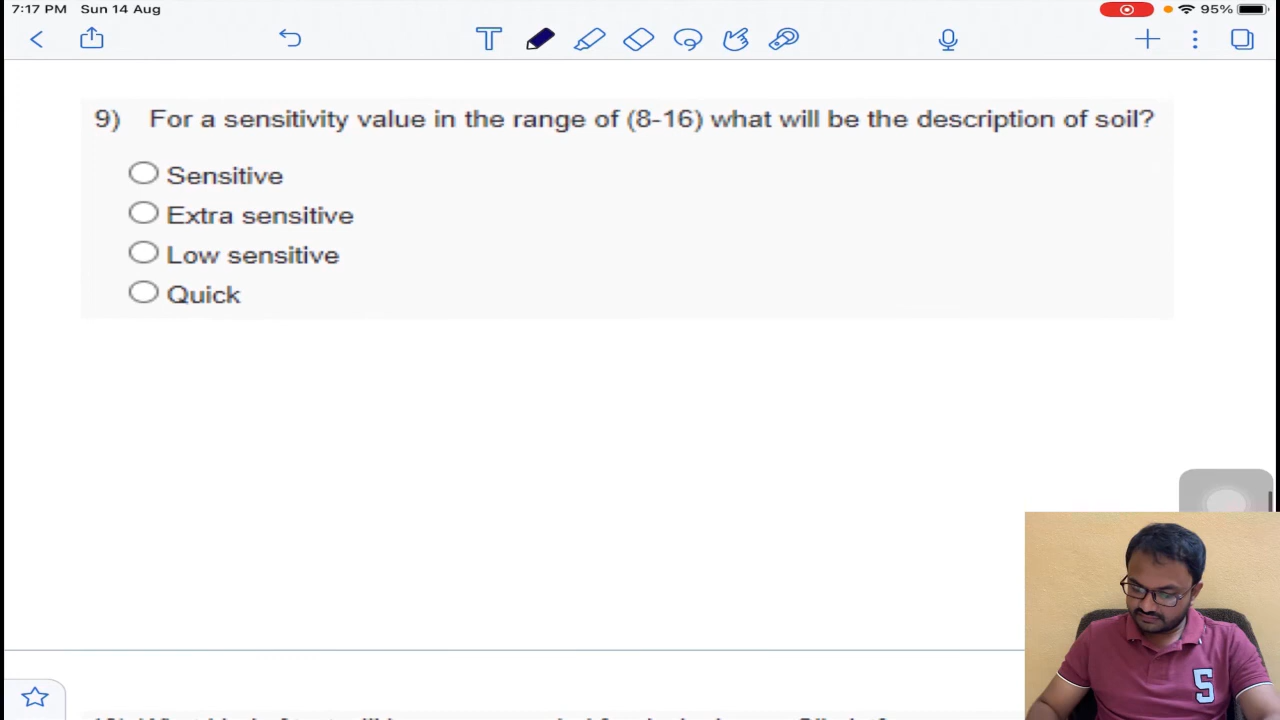 7:17 PM Sun 14 Aug
95%
T
9) For a sensitivity value in the range of (8-16) what will be the description of soil?
Sensitive
Extra sensitive
Low sensitive
Quick
5